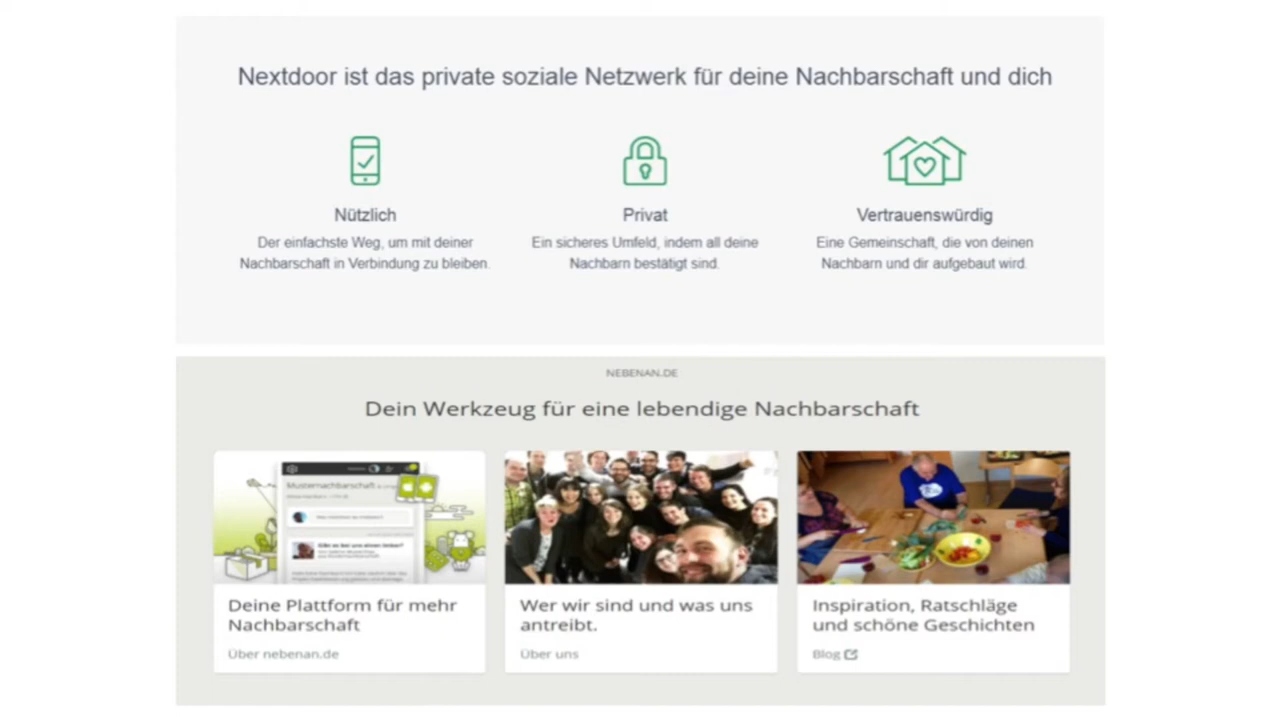 Nextdoor ist das private soziale Netzwerk für deine Nachbarschaft und dich
Nützlich
Der einfachste Weg, um mit deiner
Nachbarschaft in Verbindung zu bleiben.
Privat
Ein sicheres Umfeld, indem all deine
Nachbarn bestätigt sind.
Vertrauenswürdig
Eine Gemeinschaft, die von deinen
Nachbarn und dir aufgebaut wird.
NEBENAN.DE
Dein Werkzeug für eine lebendige Nachbarschaft
Musternachbarschaft
Deine Plattform für mehr
Nachbarschaft
Über nebenan.de
Wer wir sind und was uns
antreibt.
Über uns
Inspiration, Ratschläge
und schöne Geschichten
Blog